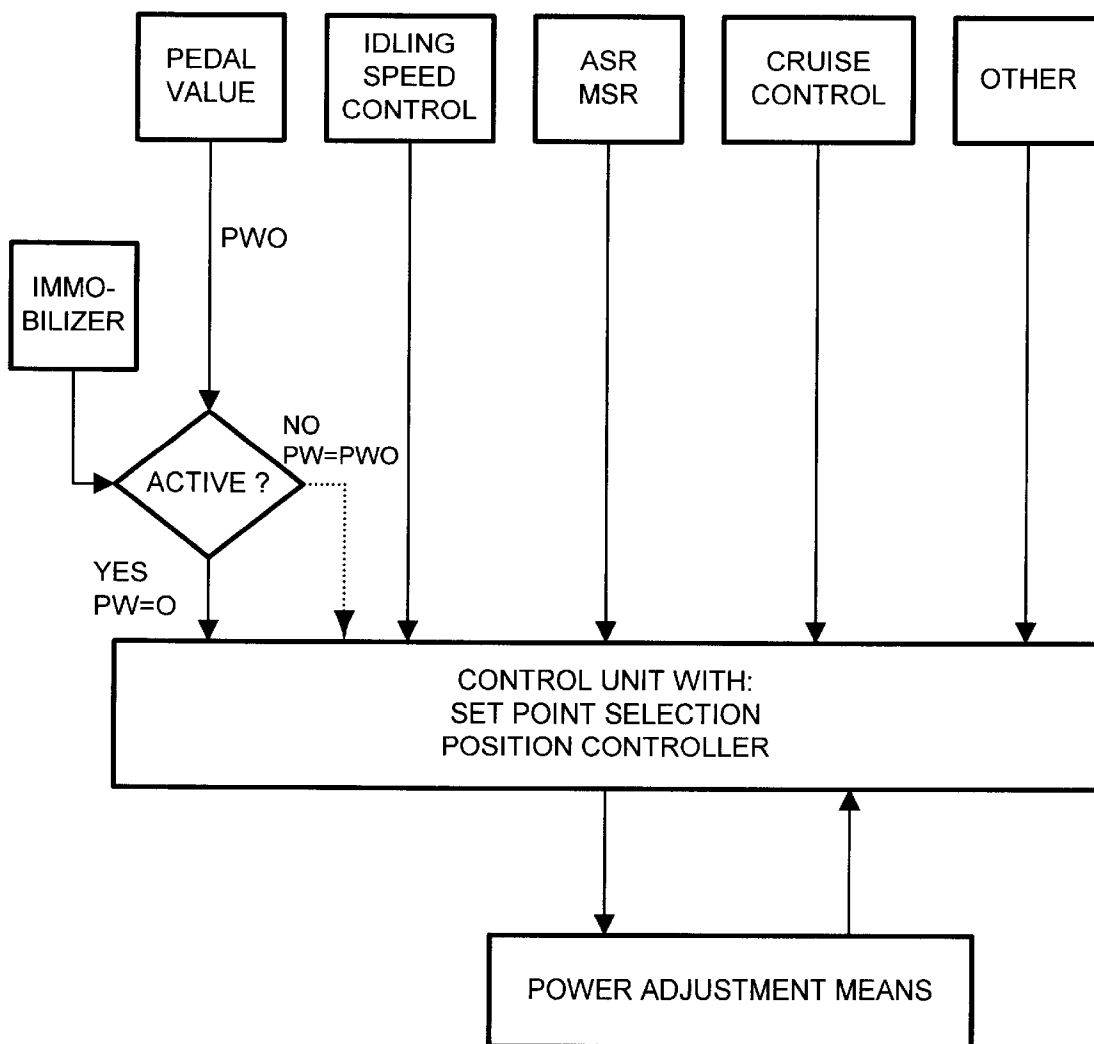 PEDAL
VALUE
IDLING
SPEED
CONTROL
ASR
MSR
CRUISE
CONTROL
OTHER
PWO
IMMO-
BILIZER
ACTIVE ?
NO
PW=PWO
YES
PW=O
CONTROL UNIT WITH:
SET POINT SELECTION
POSITION CONTROLLER
POWER ADJUSTMENT MEANS